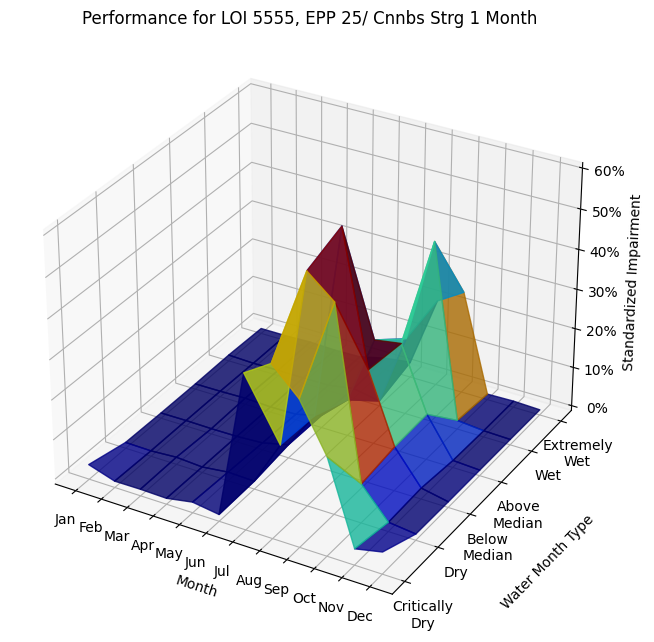 Performance for LOI 5555, EPP 25/ Cnnbs Strg 1 Month
60%
50%
40%
30%
20%
10%
0%
Standardized Impairment
Jan
Feb
Mar
Apr
May
Jun
Jul
Aug
Sep
Oct
Nov
Dec
Month
Critically
Dry
Dry
Below
Median
Above
Median
Wet
Extremely
Wet
Water Month Type